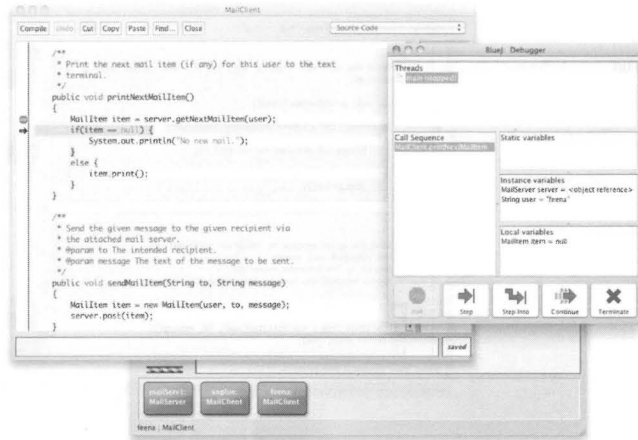 MailClient
Compile Undo Cut Copy Paste Find... Close
Source Code
/**
* Print the next mail item (if any) for this user to the text
* terminal.
*/
public void printNextMailItem()
{
MailItem item = server.getNextMailItem(user);
if(item == null) {
System.out.println("No new mail.");
}
else {
item.print();
}
}
/**
* Send the given message to the given recipient via
* the attached mail server.
* @param to The intended recipient.
* @param message The text of the message to be sent.
*/
public void sendMailItem(String to, String message)
{
MailItem item = new MailItem(user, to, message);
server.post(item);
}
saved
BlueJ: Debugger
Threads
main (stopped)
Call Sequence
MailClient.printNextMailItem
Static variables
Instance variables
MailServer server = <object reference>
String user = "feena"
Local variables
MailItem item = null
Halt
Step
Step Into
Continue
Terminate
MailServer
MailClient
feena:
MailClient
feena : MailClient